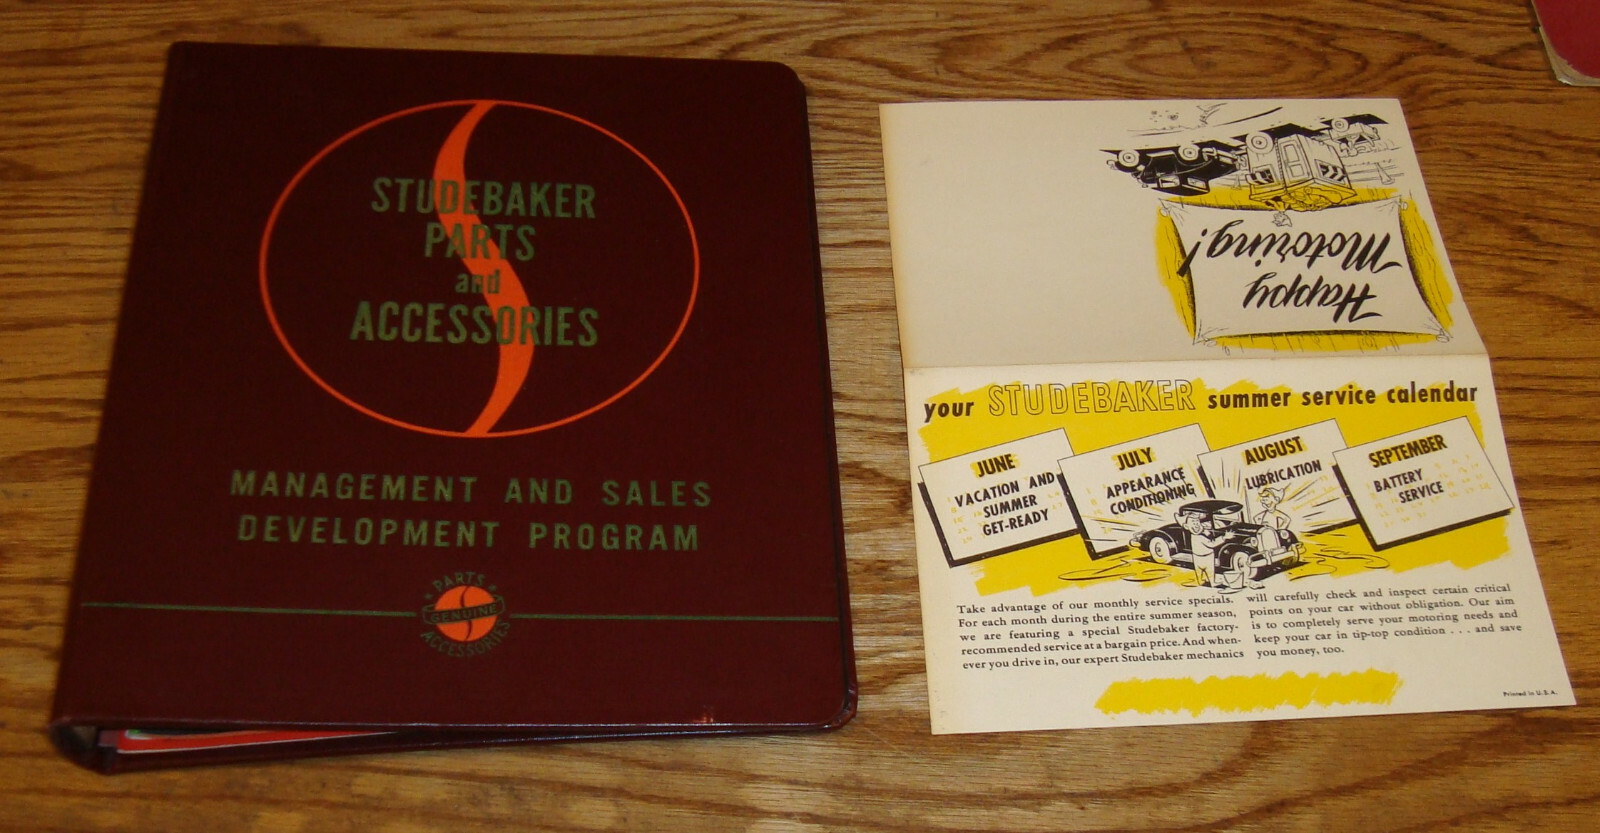 STUDEBAKER
PARTS
and
ACCESSORIES
MANAGEMENT AND SALES
DEVELOPMENT PROGRAM
PARTS
GENUINE
ACCESSORIES
Happy
Motoring!
your STUDEBAKER summer service calendar
JUNE
VACATION AND
SUMMER
GET-READY
JULY
APPEARANCE
CONDITIONING
AUGUST
LUBRICATION
SEPTEMBER
BATTERY
SERVICE
Take advantage of our monthly service specials.
For each month during the entire summer season,
we are featuring a special Studebaker factory-
recommended service at a bargain price. And when-
ever you drive in, our expert Studebaker mechanics
will carefully check and inspect certain critical
points on your car without obligation. Our aim
is to completely serve your motoring needs and
keep your car in tip-top condition . . . and save
you money, too.
Printed in U.S.A.